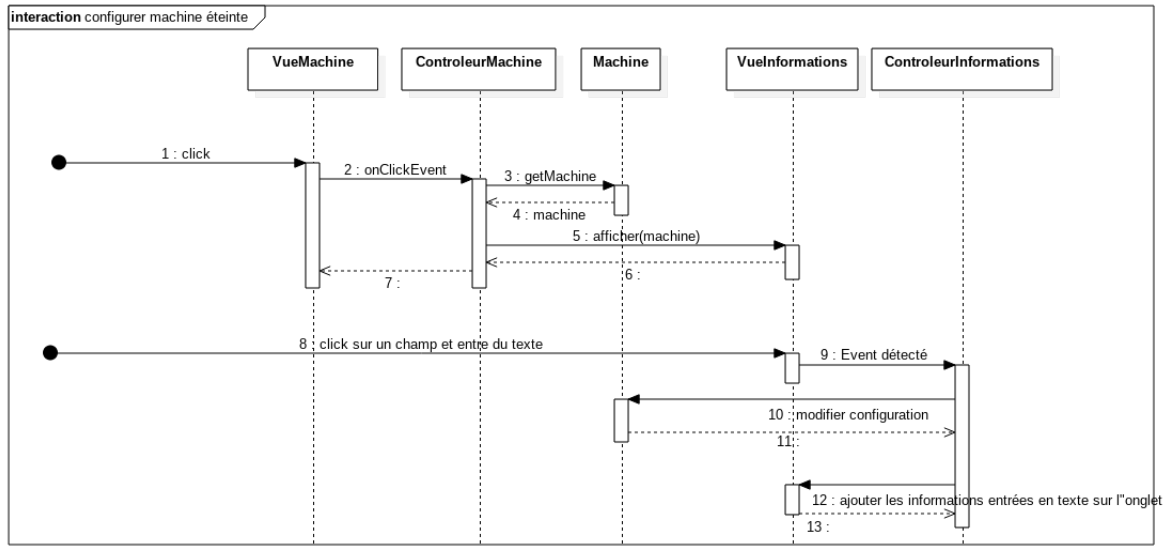 interaction configurer machine éteinte
VueMachine
ControleurMachine
Machine
VueInformations
ControleurInformations
1 : click
2 : onClickEvent
3 : getMachine
4 : machine
5 : afficher(machine)
6 :
7 :
8 : click sur un champ et entre du texte
9 : Event détecté
10 : modifier configuration
11 :
12 : ajouter les informations entrées en texte sur l"onglet
13 :